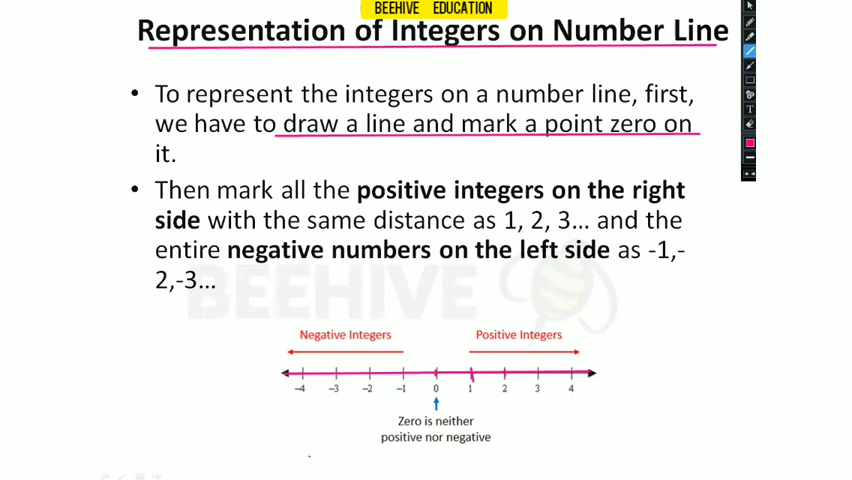 BEEHIVE EDUCATION
Representation of Integers on Number Line
• To represent the integers on a number line, first,
we have to draw a line and mark a point zero on
it.
• Then mark all the positive integers on the right
side with the same distance as 1, 2, 3... and the
entire negative numbers on the left side as -1,-
2,-3...
BEEHIVE
Negative Integers Positive Integers
-4 -3 -2 -1 0 1 2 3 4
Zero is neither
positive nor negative